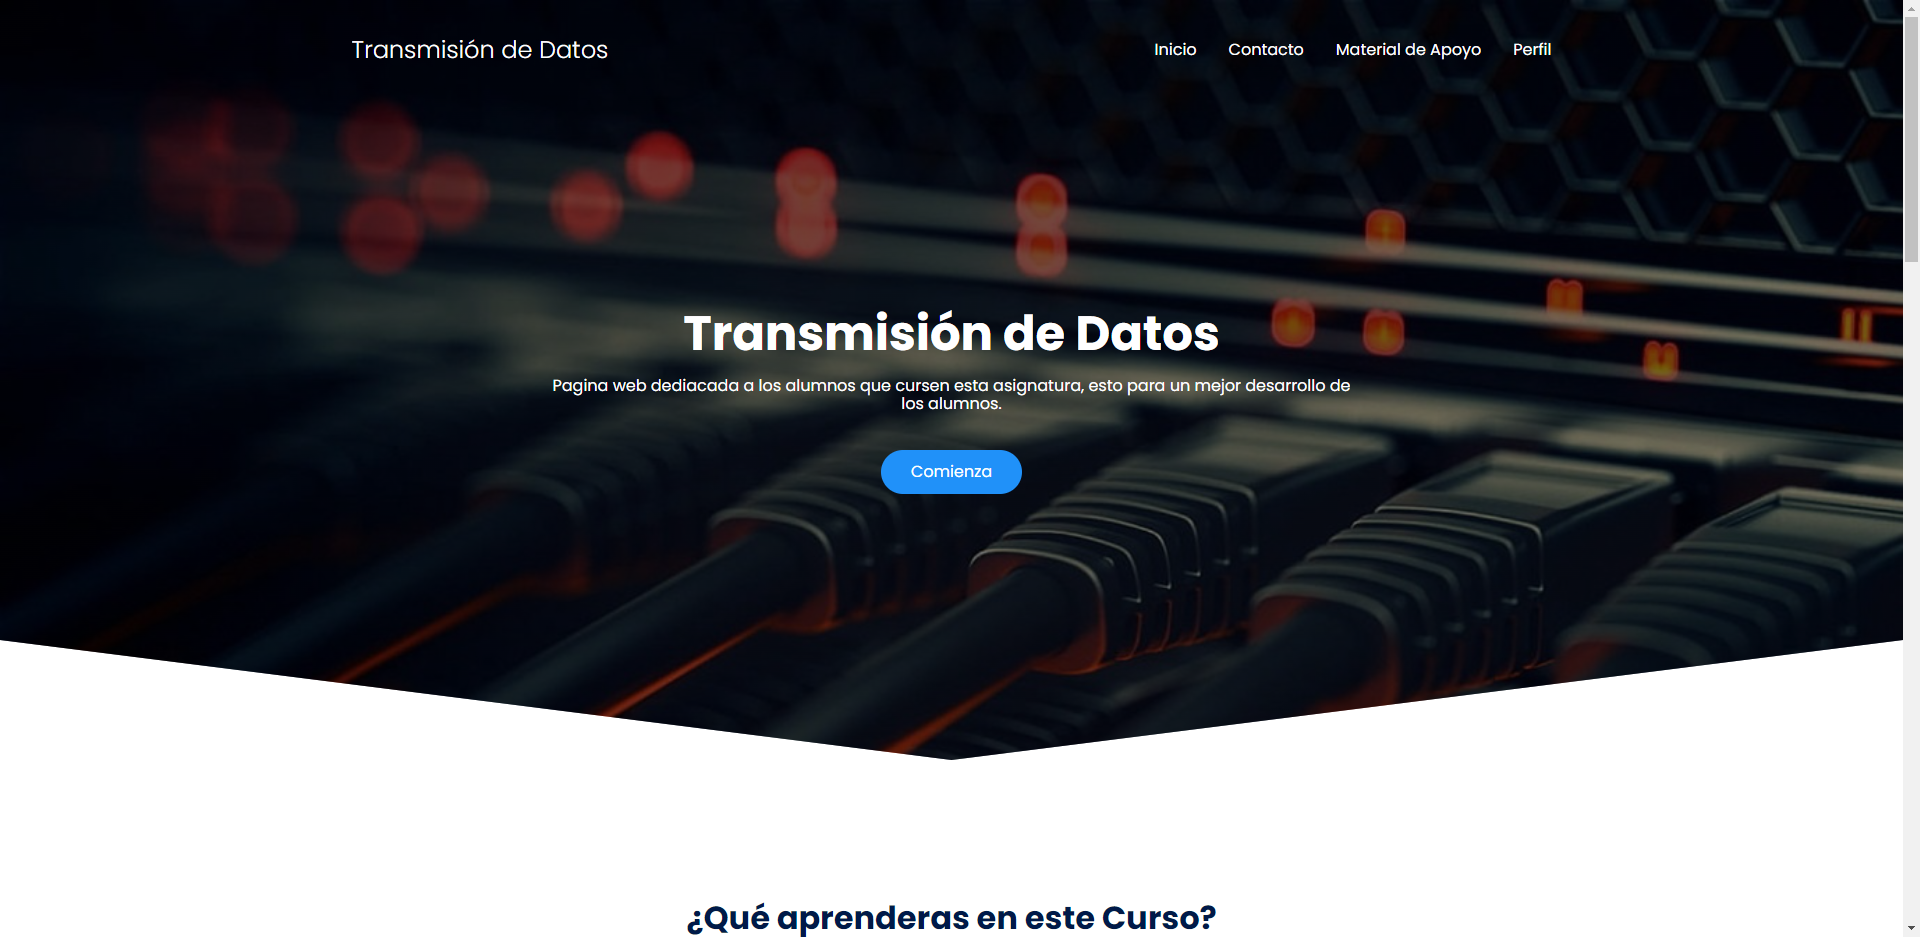 Transmisión de Datos
Inicio Contacto Material de Apoyo Perfil
Transmisión de Datos
Pagina web dediacada a los alumnos que cursen esta asignatura, esto para un mejor desarrollo de
los alumnos.
Comienza
¿Qué aprenderas en este Curso?